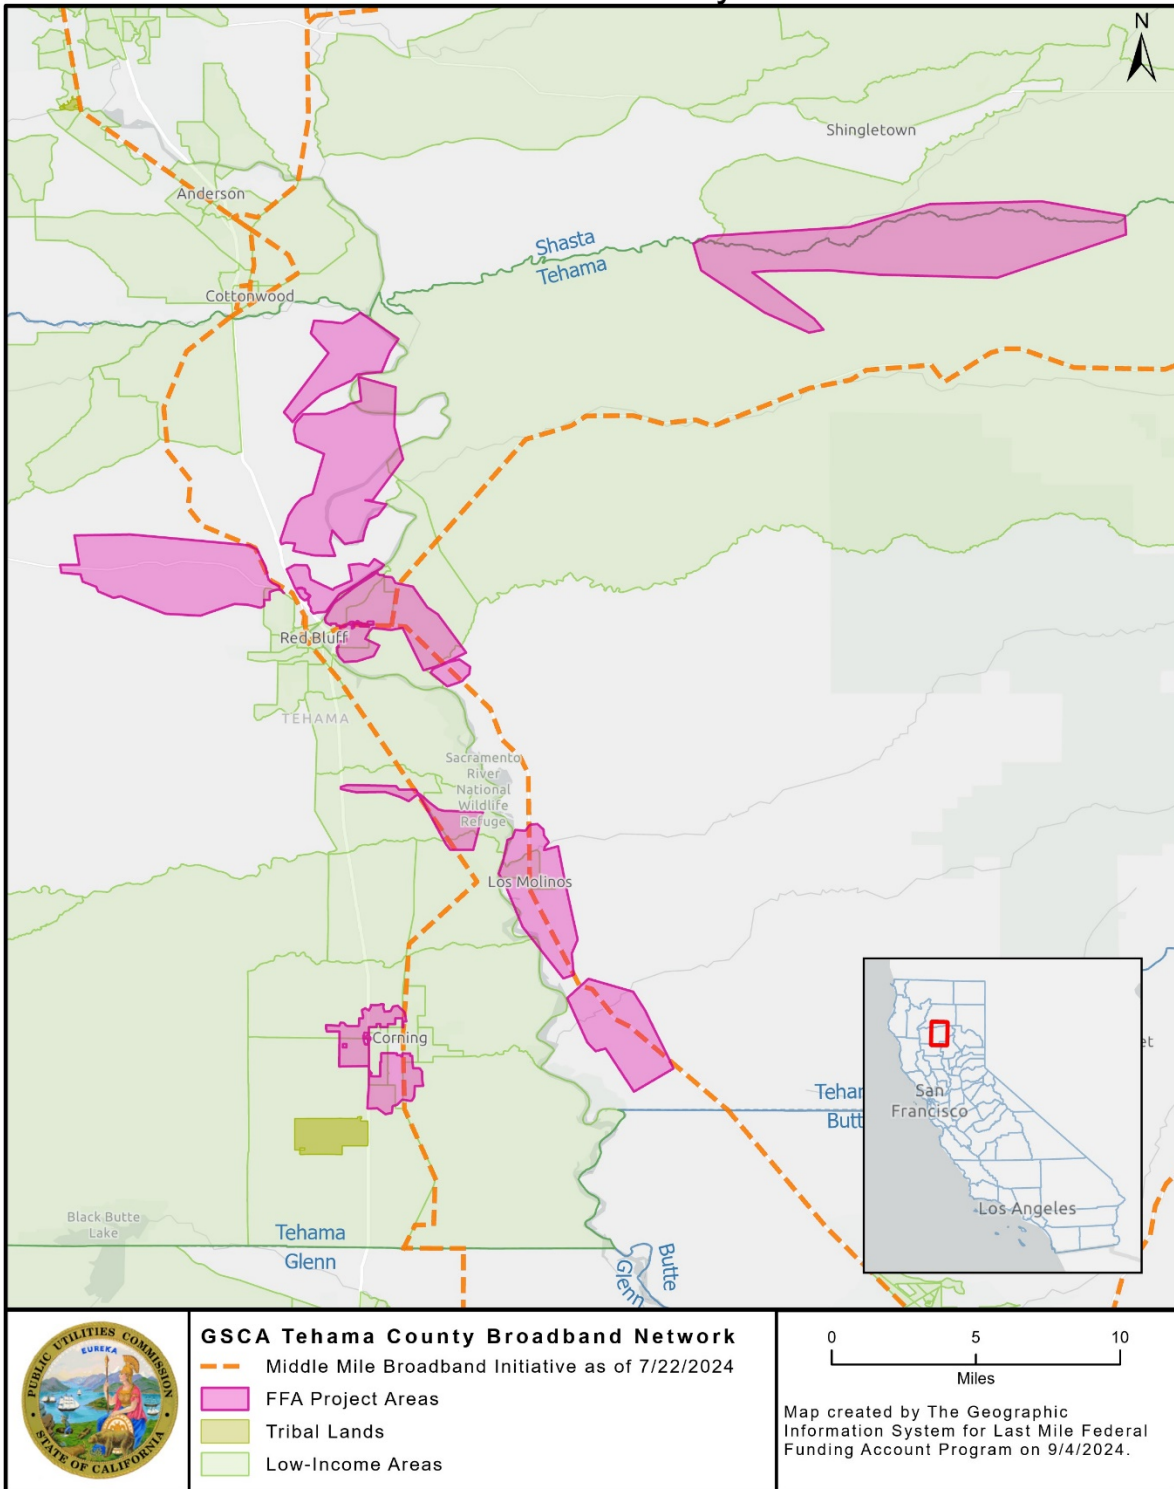 N
Shingletown
Anderson
Shasta
Tehama
Cottonwood
Red Bluff
TEHAMA
Sacramento
River
National
Wildlife
Refuge
Los Molinos
Corning
Tehama
Glenn
Black Butte
Lake
Butte
Glenn
Tehar
Butt
et
San
Francisco
Los Angeles
PUBLIC UTILITIES COMMISSION
EUREKA
STATE OF CALIFORNIA
GSCA Tehama County Broadband Network
Middle Mile Broadband Initiative as of 7/22/2024
FFA Project Areas
Tribal Lands
Low-Income Areas
0 5 10
Miles
Map created by The Geographic
Information System for Last Mile Federal
Funding Account Program on 9/4/2024.